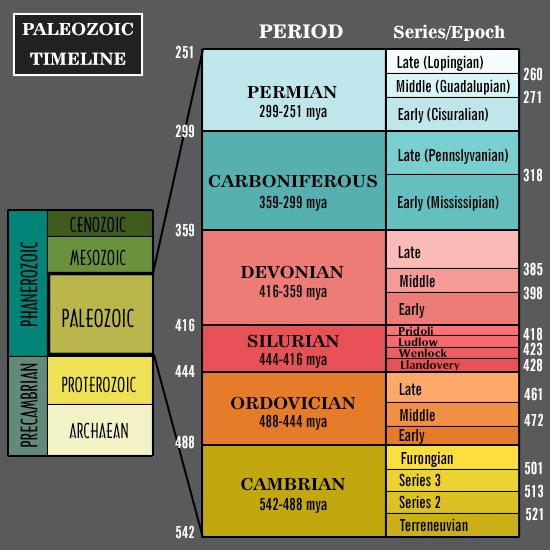 PALEOZOIC
TIMELINE
PERIOD
Series/Epoch
251
PERMIAN
299-251 mya
Late (Lopingian)
260
Middle (Guadalupian)
271
Early (Cisuralian)
299
CARBONIFEROUS
359-299 mya
Late (Pennslyvanian)
318
Early (Mississipian)
359
DEVONIAN
416-359 mya
Late
385
Middle
398
Early
416
SILURIAN
444-416 mya
Pridoli
418
Ludlow
423
Wenlock
428
Llandovery
444
ORDOVICIAN
488-444 mya
Late
461
Middle
472
Early
488
CAMBRIAN
542-488 mya
Furongian
501
Series 3
513
Series 2
521
Terreneuvian
542
PHANEROZOIC
CENOZOIC
MESOZOIC
PALEOZOIC
PRECAMBRIAN
PROTEROZOIC
ARCHAEAN